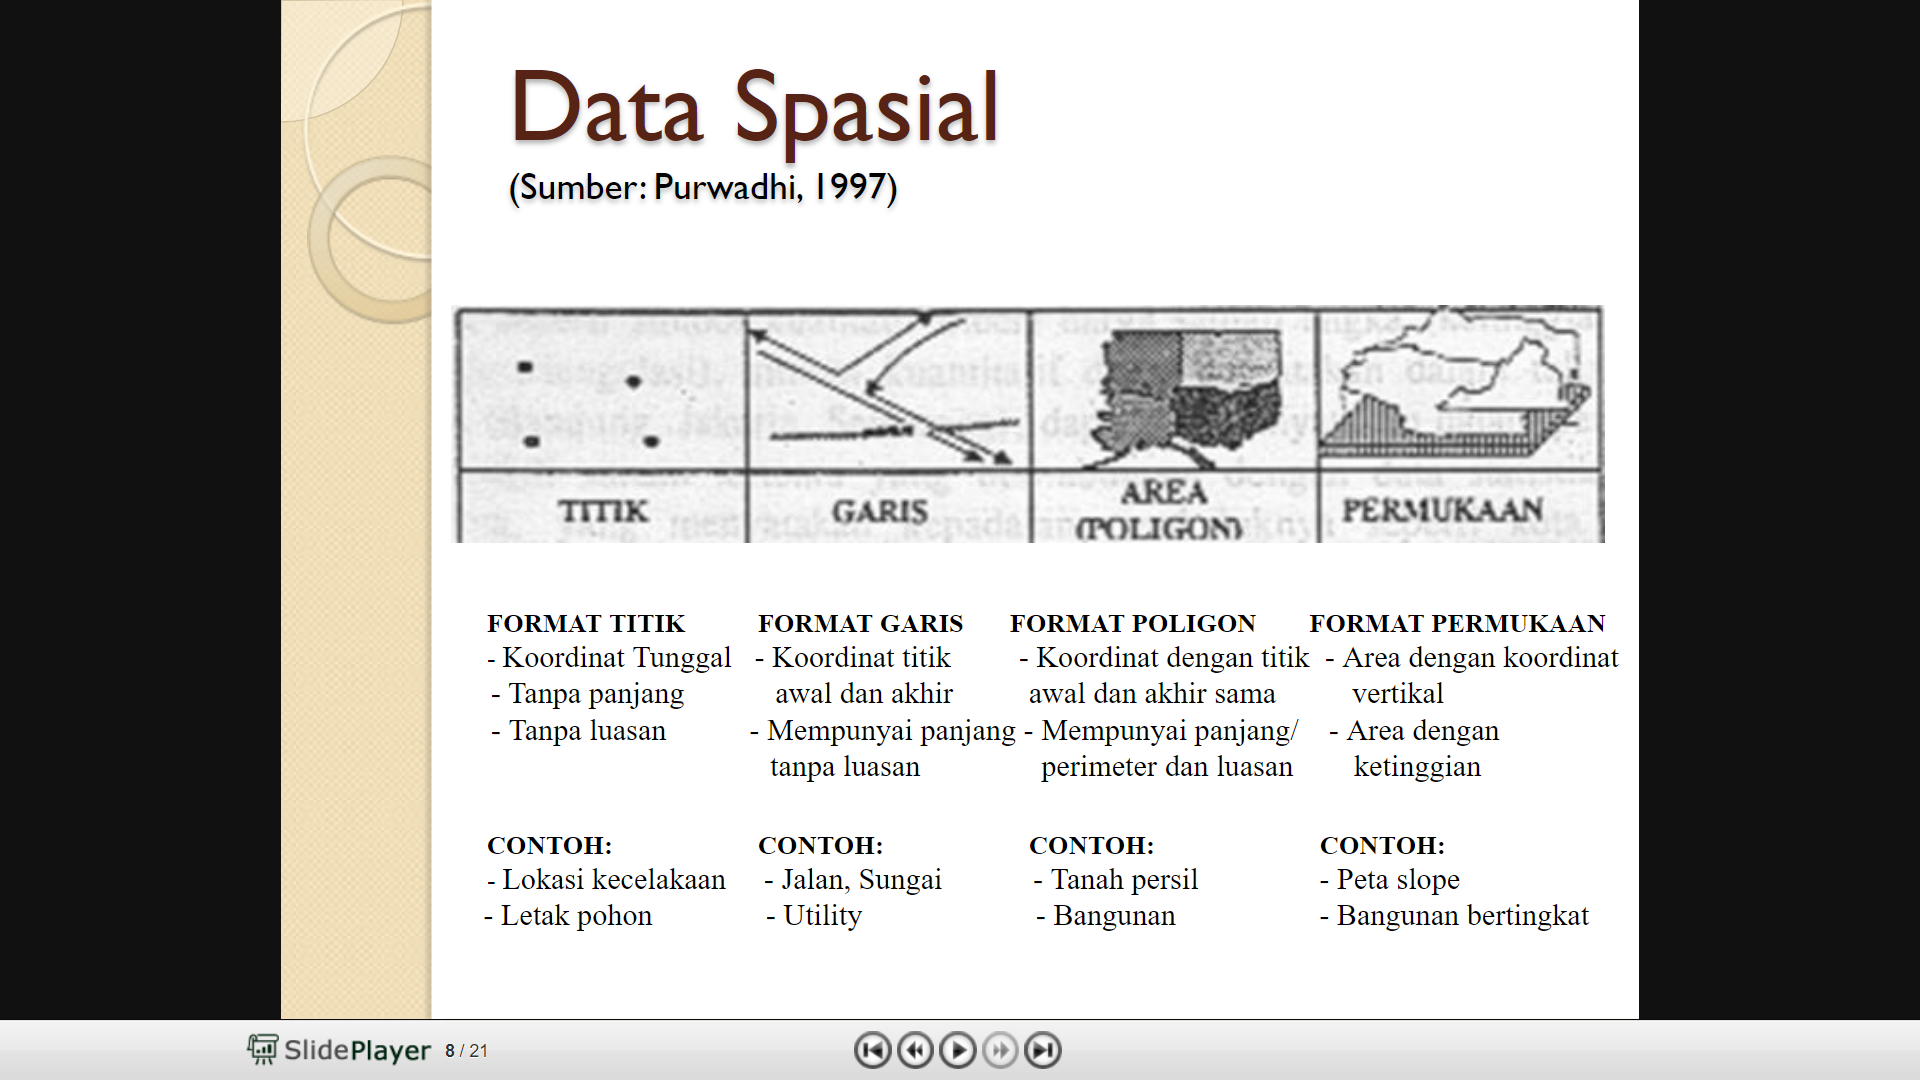 Data Spasial
(Sumber: Purwadhi, 1997)
TITIK
GARIS
AREA
(POLIGON)
PERMUKAAN
FORMAT TITIK
- Koordinat Tunggal
- Tanpa panjang
- Tanpa luasan
FORMAT GARIS
- Koordinat titik
awal dan akhir
- Mempunyai panjang
tanpa luasan
FORMAT POLIGON
- Koordinat dengan titik
awal dan akhir sama
- Mempunyai panjang/
perimeter dan luasan
FORMAT PERMUKAAN
- Area dengan koordinat
vertikal
- Area dengan
ketinggian
CONTOH:
- Lokasi kecelakaan
- Letak pohon
CONTOH:
- Jalan, Sungai
- Utility
CONTOH:
- Tanah persil
- Bangunan
CONTOH:
- Peta slope
- Bangunan bertingkat
SlidePlayer 8 / 21